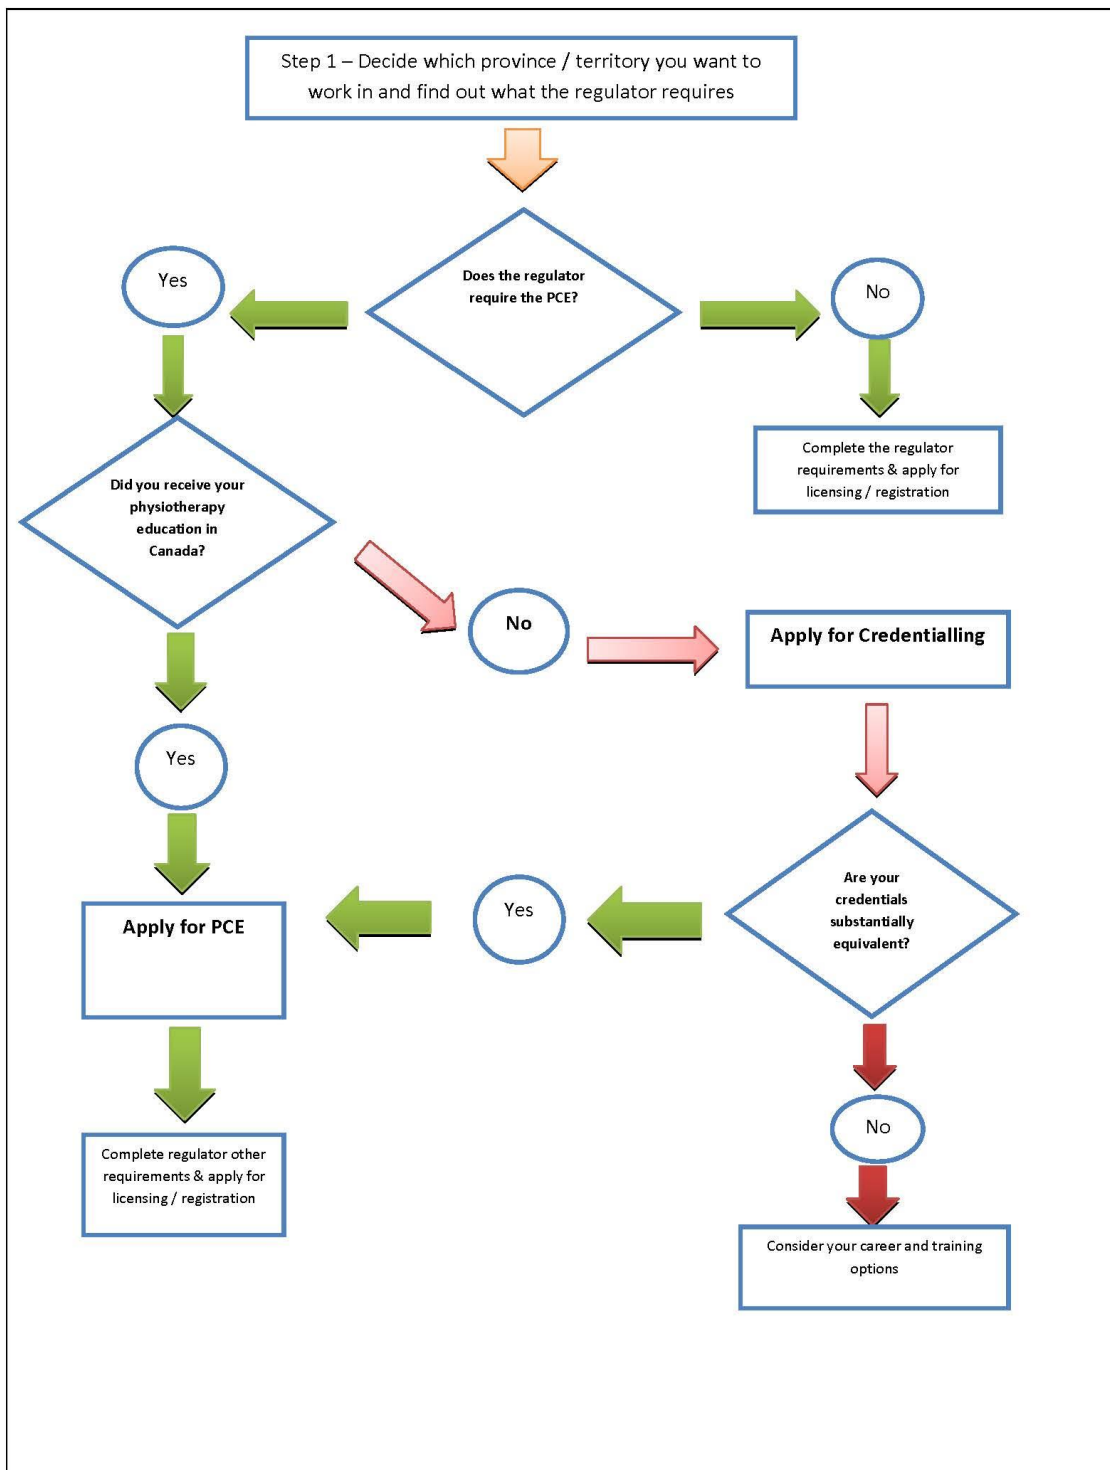 Step 1 – Decide which province / territory you want to
work in and find out what the regulator requires
Does the regulator
require the PCE?
Yes
No
Complete the regulator
requirements & apply for
licensing / registration
Did you receive your
physiotherapy
education in
Canada?
No
Apply for Credentialling
Yes
Are your
credentials
substantially
equivalent?
Yes
Apply for PCE
No
Complete regulator other
requirements & apply for
licensing / registration
Consider your career and training
options